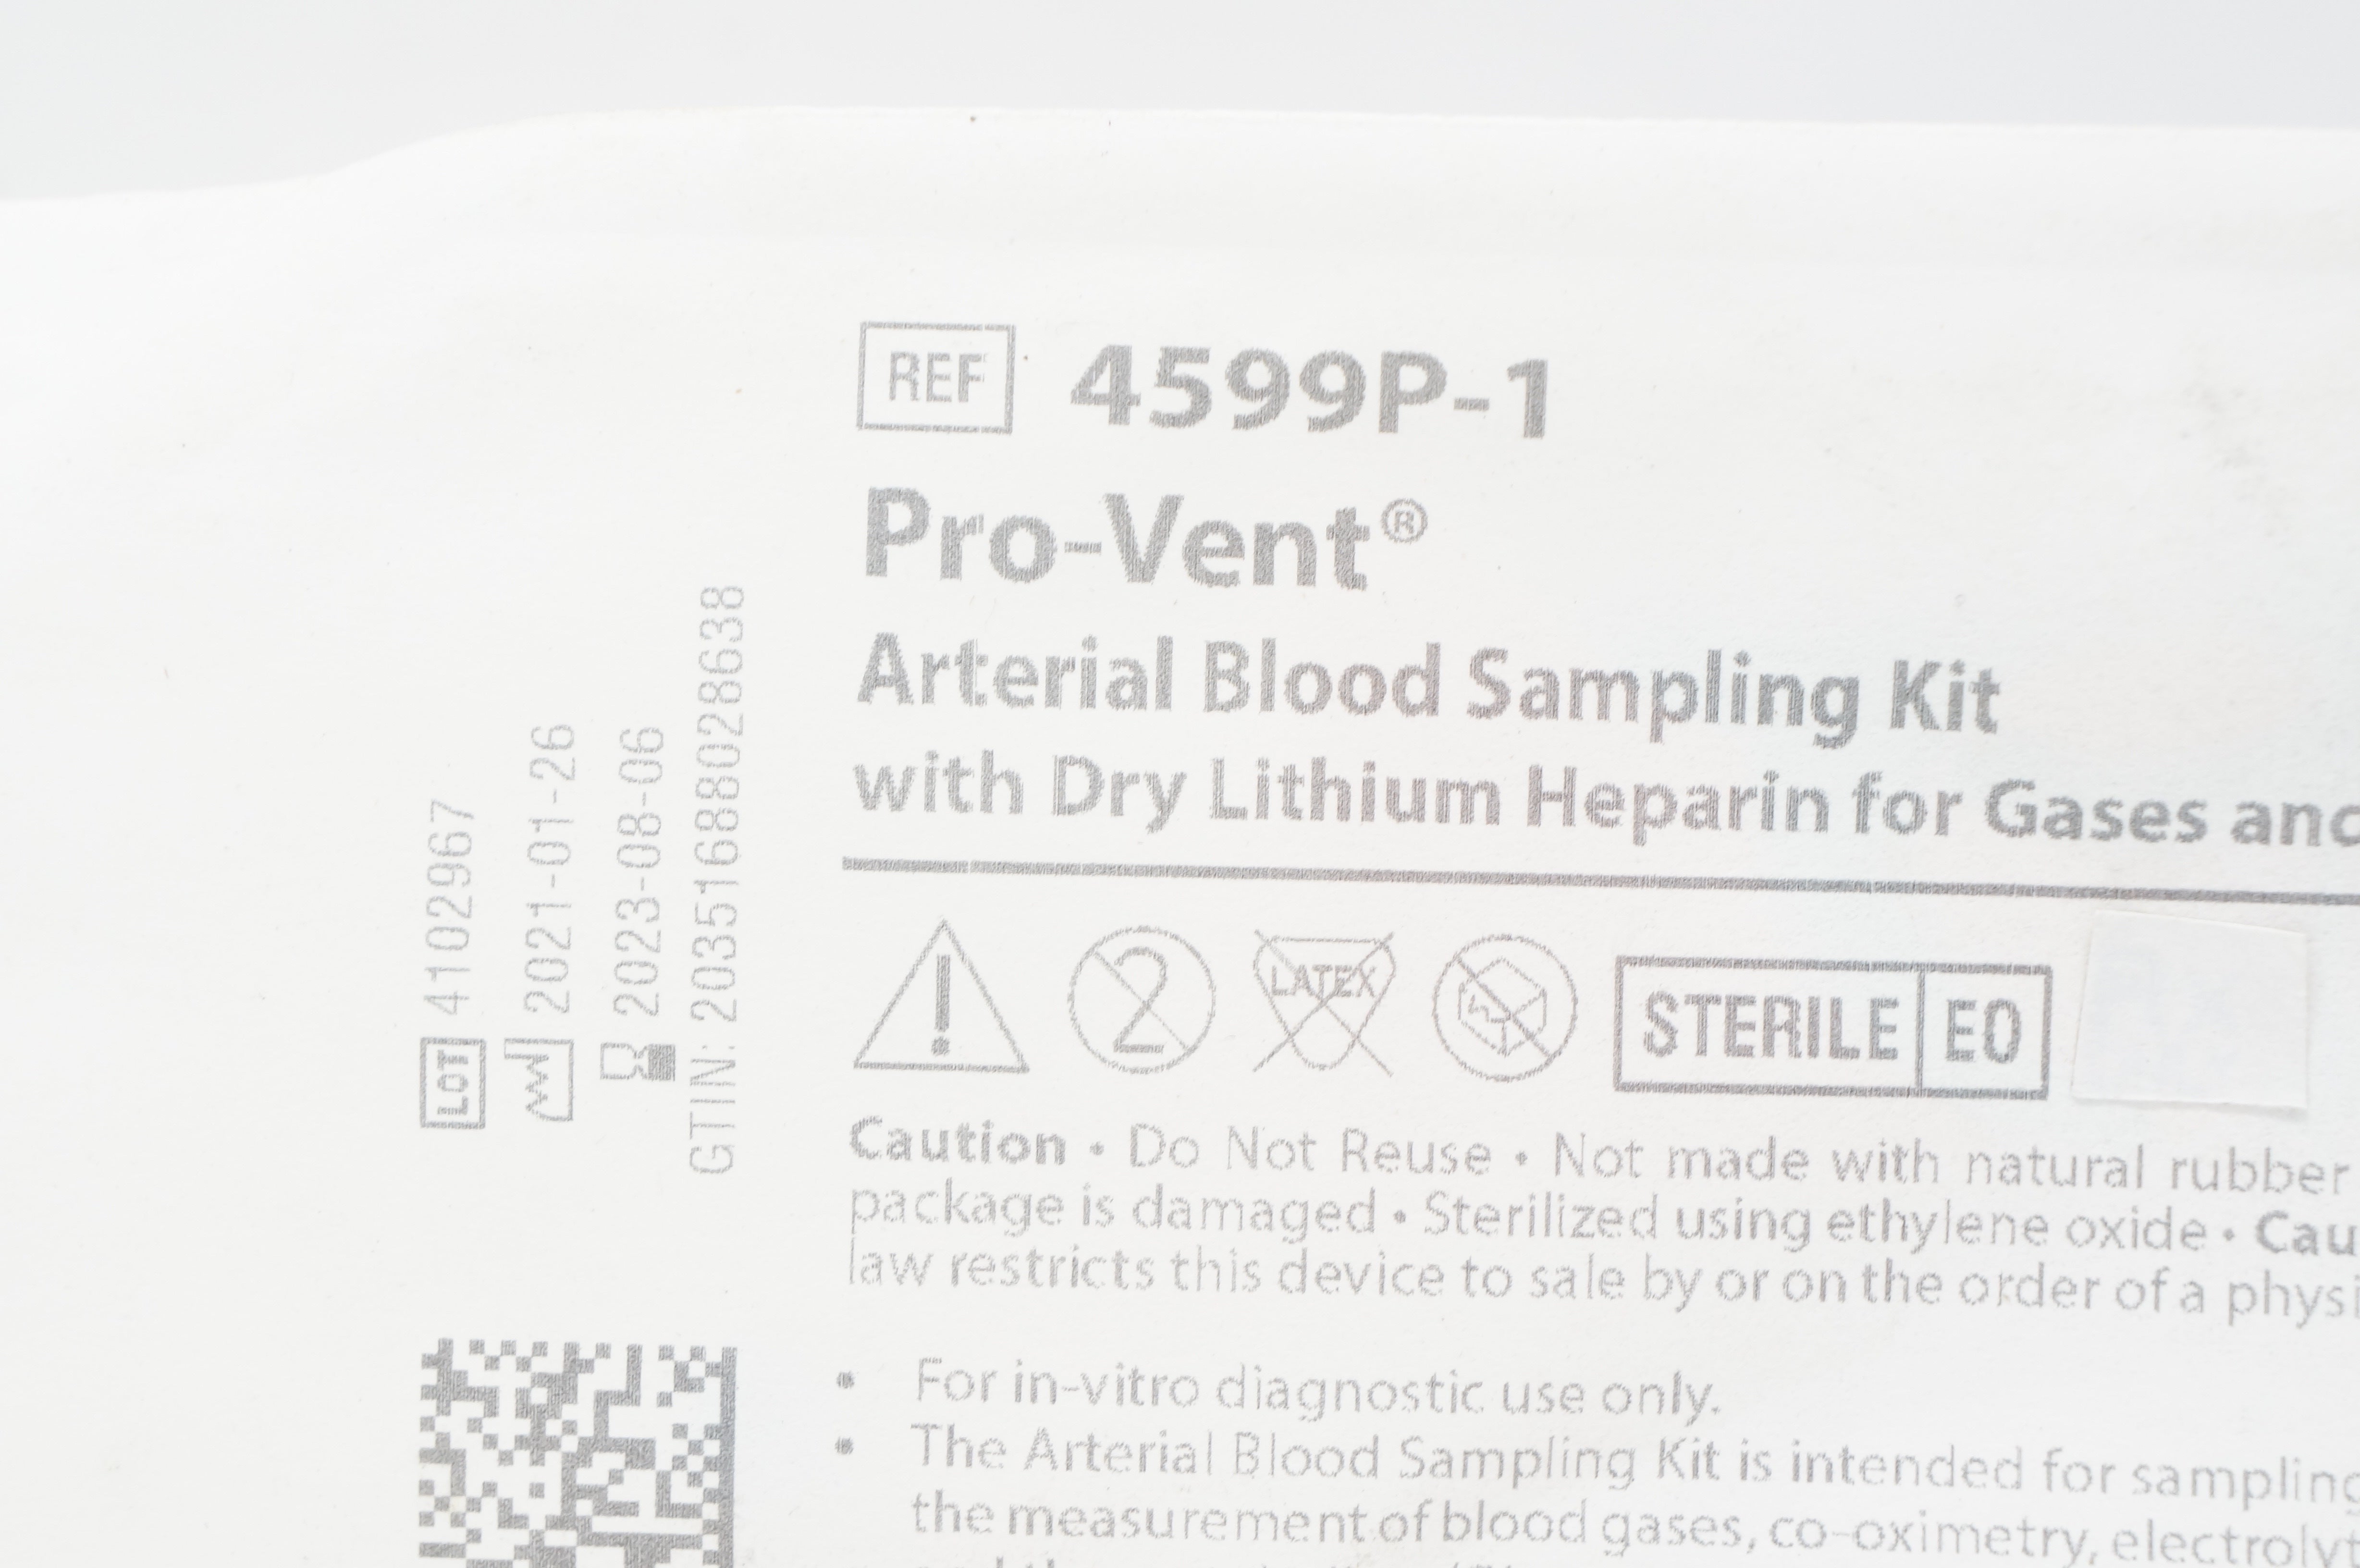 REF 4599P-1
Pro-Vent®
Arterial Blood Sampling Kit
with Dry Lithium Heparin for Gases and
LOT 4102967
2021-01-26
2023-08-06
GTIN: 20351688028638
2 LATEX STERILE EO
Caution • Do Not Reuse • Not made with natural rubber
package is damaged • Sterilized using ethylene oxide • Cau
law restricts this device to sale by or on the order of a physi
• For in-vitro diagnostic use only.
• The Arterial Blood Sampling Kit is intended for sampling
the measurement of blood gases, co-oximetry, electrolyt